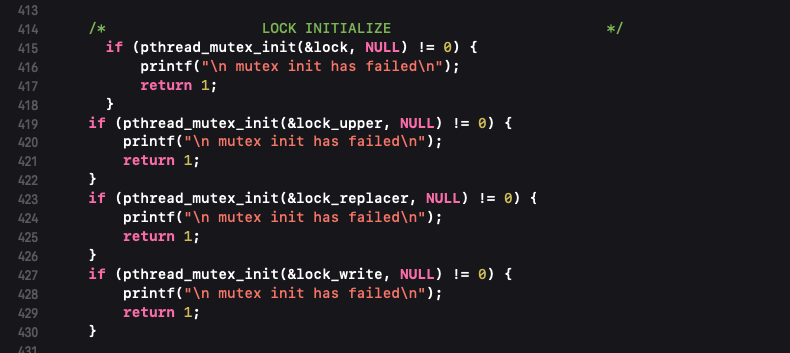 413
414 /* LOCK INITIALIZE */
415 if (pthread_mutex_init(&lock, NULL) != 0) {
416 printf("\n mutex init has failed\n");
417 return 1;
418 }
419 if (pthread_mutex_init(&lock_upper, NULL) != 0) {
420 printf("\n mutex init has failed\n");
421 return 1;
422 }
423 if (pthread_mutex_init(&lock_replacer, NULL) != 0) {
424 printf("\n mutex init has failed\n");
425 return 1;
426 }
427 if (pthread_mutex_init(&lock_write, NULL) != 0) {
428 printf("\n mutex init has failed\n");
429 return 1;
430 }
431